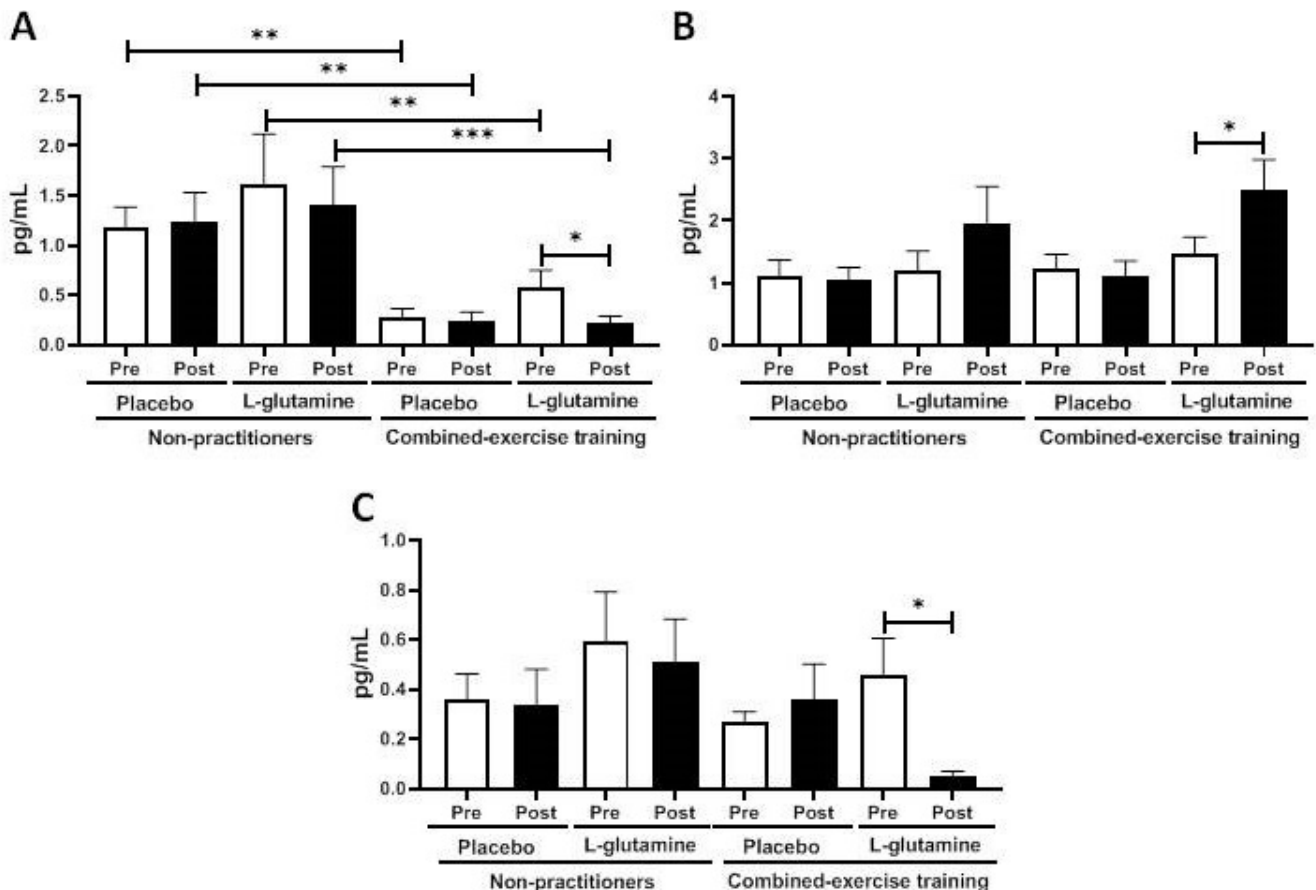 A
**
**
**
***
*
2.5
2.0
1.5
1.0
0.5
0.0
pg/mL
Pre Post Pre Post Pre Post Pre Post
Placebo L-glutamine Placebo L-glutamine
Non-practitioners Combined-exercise training
B
*
4
3
2
1
0
pg/mL
Pre Post Pre Post Pre Post Pre Post
Placebo L-glutamine Placebo L-glutamine
Non-practitioners Combined-exercise training
C
*
1.0
0.8
0.6
0.4
0.2
0.0
pg/mL
Pre Post Pre Post Pre Post Pre Post
Placebo L-glutamine Placebo L-glutamine
Non-practitioners Combined-exercise training